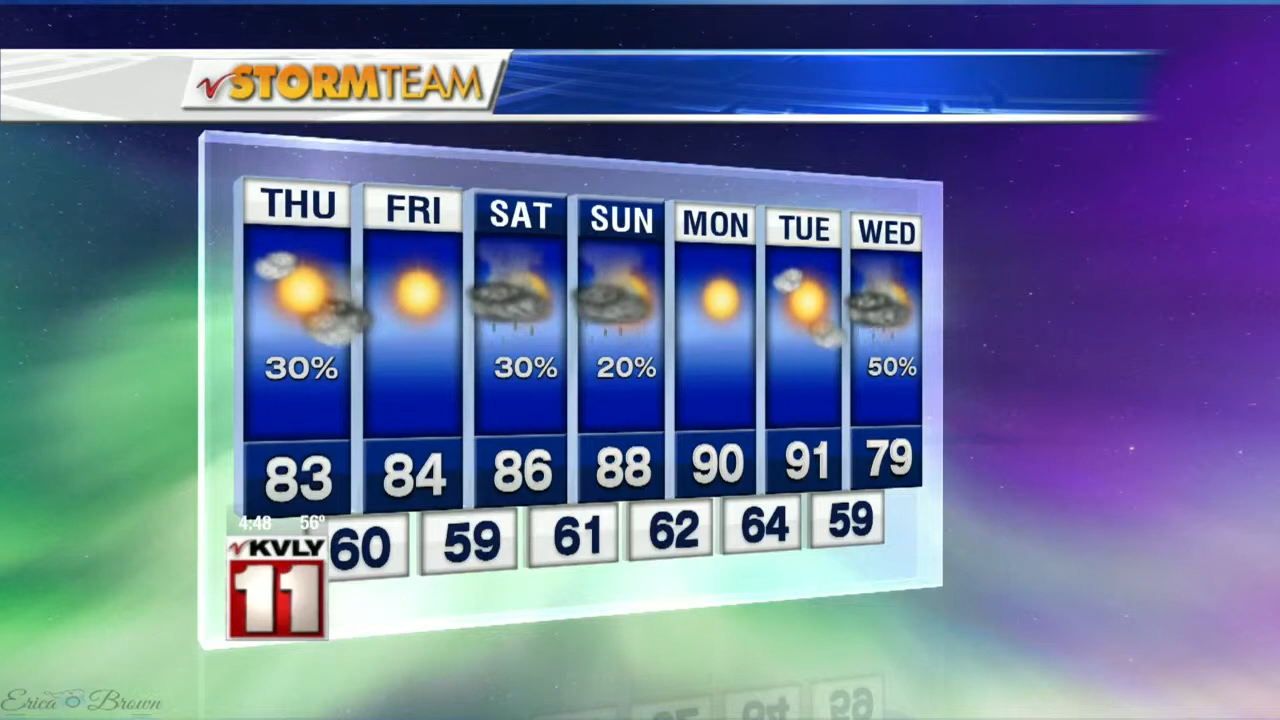 STORMTEAM
THU FRI SAT SUN MON TUE WED
30% 30% 20% 50%
83 84 86 88 90 91 79
4:48 56°
60 59 61 62 64 59
KVLY
11
Erica Brown